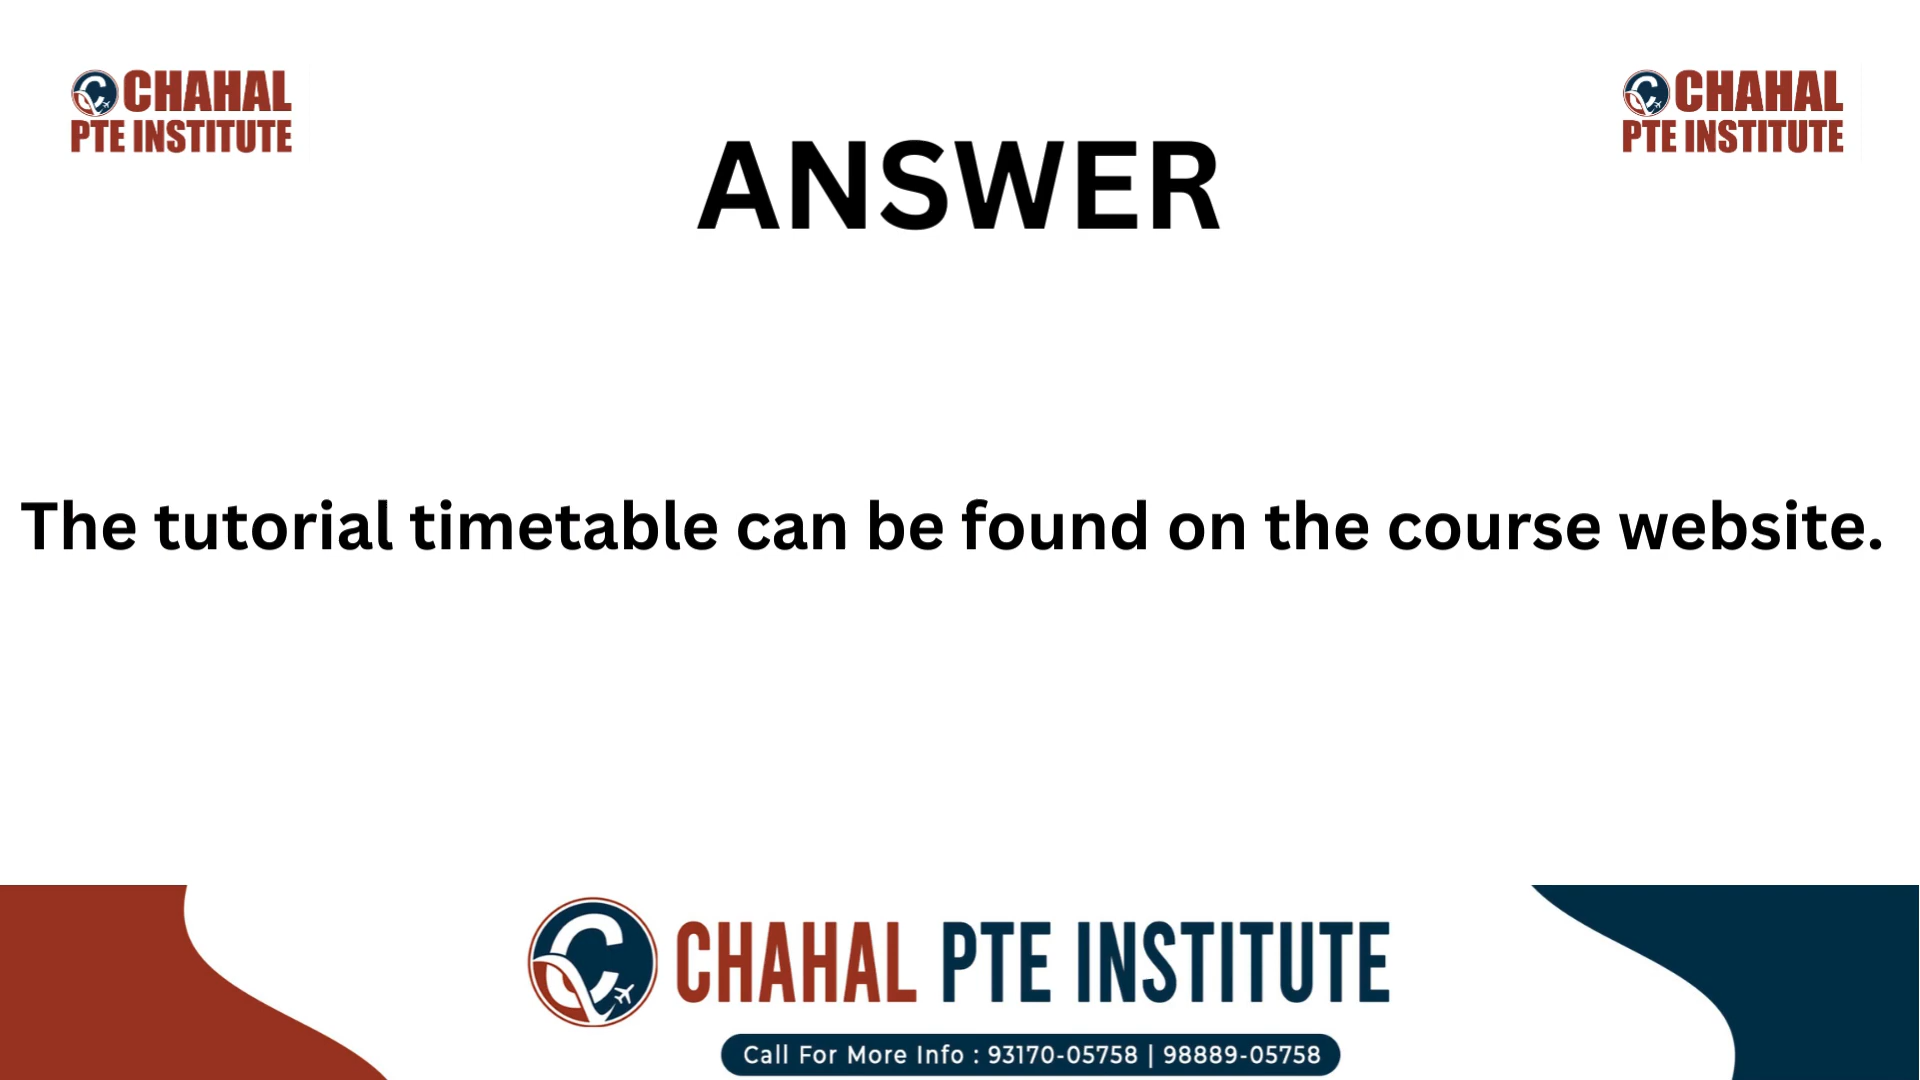 CHAHAL
PTE INSTITUTE
CHAHAL
PTE INSTITUTE
ANSWER
The tutorial timetable can be found on the course website.
CHAHAL PTE INSTITUTE
Call For More Info : 93170-05758 | 98889-05758